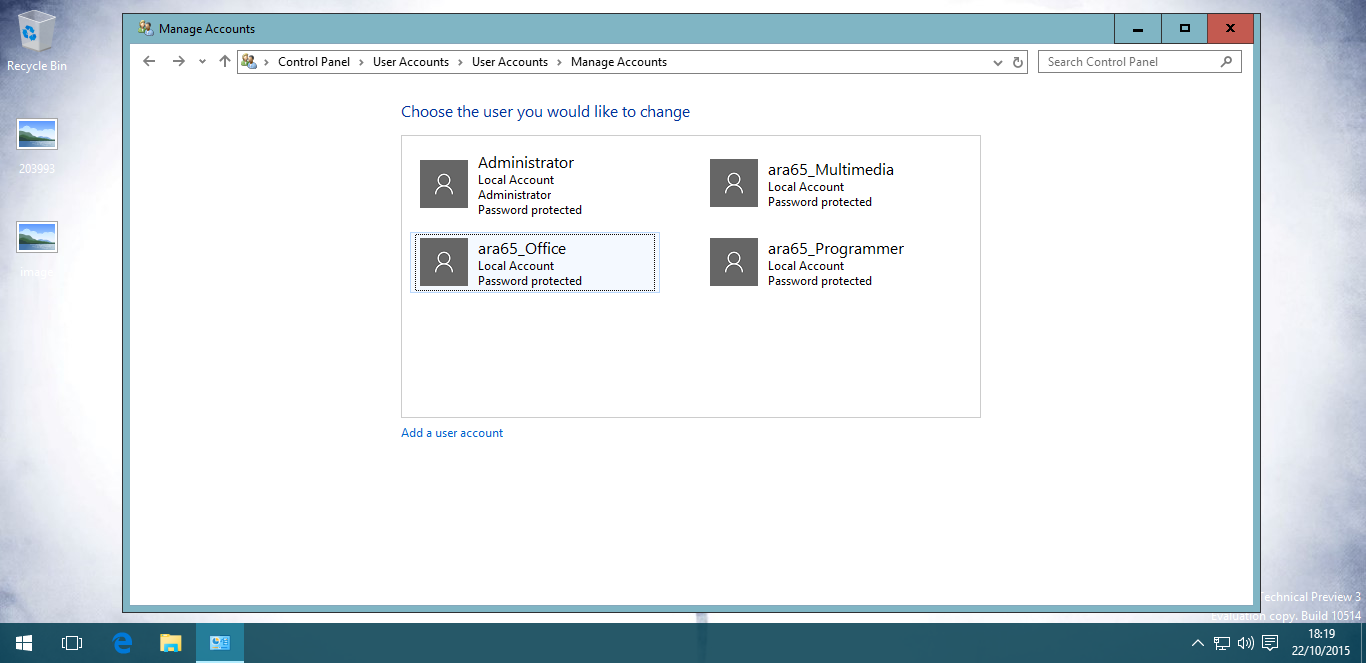 Recycle Bin
203993
image
Manage Accounts
Control Panel
User Accounts
User Accounts
Manage Accounts
Search Control Panel
Choose the user you would like to change
Administrator
Local Account
Administrator
Password protected
ara65_Multimedia
Local Account
Password protected
ara65_Office
Local Account
Password protected
ara65_Programmer
Local Account
Password protected
Add a user account
Technical Preview 3
Evaluation copy. Build 10514
18:19
22/10/2015